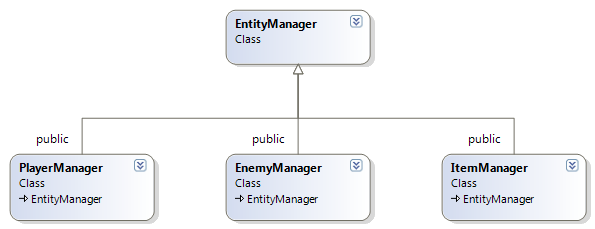 EntityManager
Class
public
public
public
PlayerManager
Class
EntityManager
EnemyManager
Class
EntityManager
ItemManager
Class
EntityManager